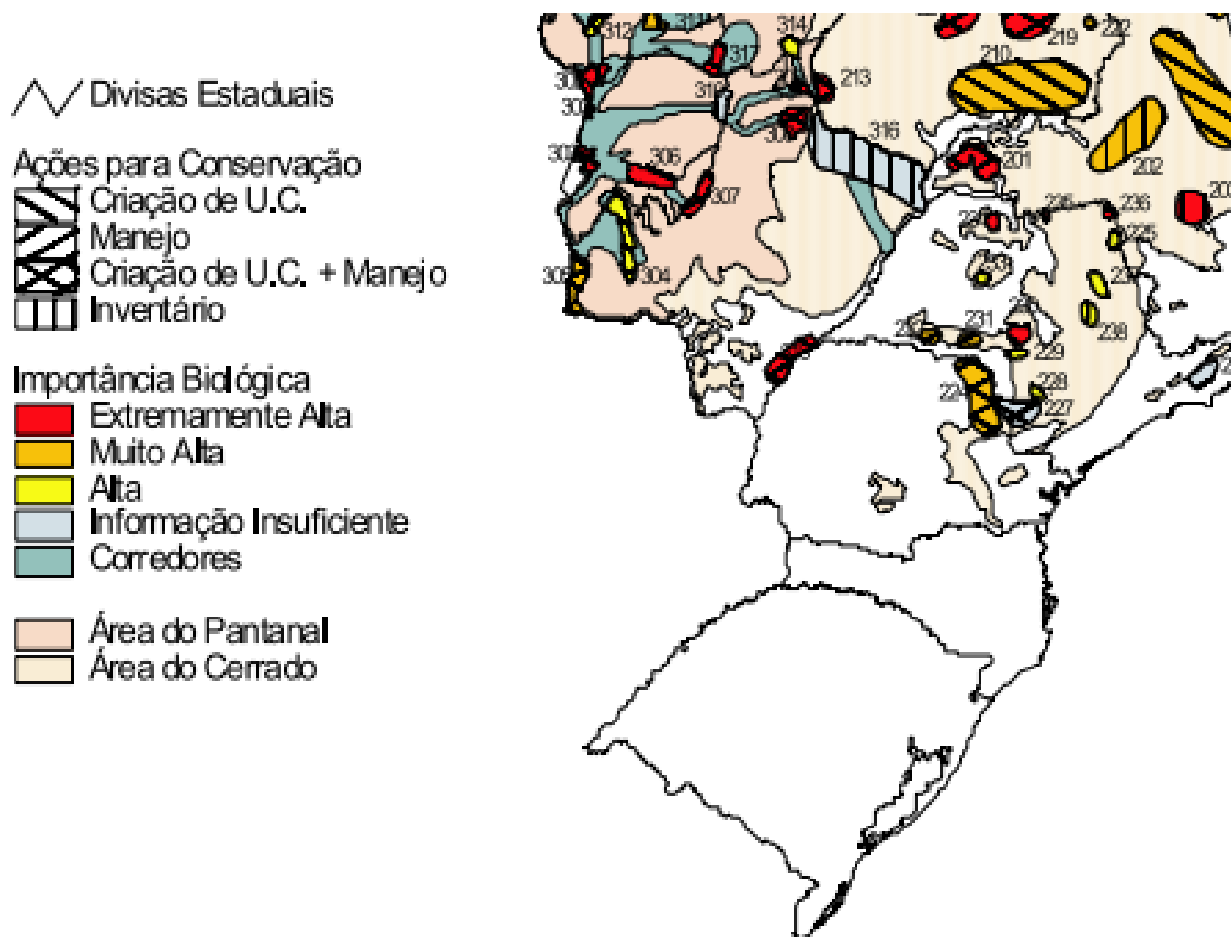 Divisas Estaduais
Ações para Conservação
Criação de U.C.
Manejo
Criação de U.C. + Manejo
Inventário
Importância Biológica
Extremamente Alta
Muito Alta
Alta
Informação Insuficiente
Corredores
Área do Pantanal
Área do Cerrado
312
314
219
222
317
210
213
316
306
201
202
307
236
225
304
231
238
229
228
224
227